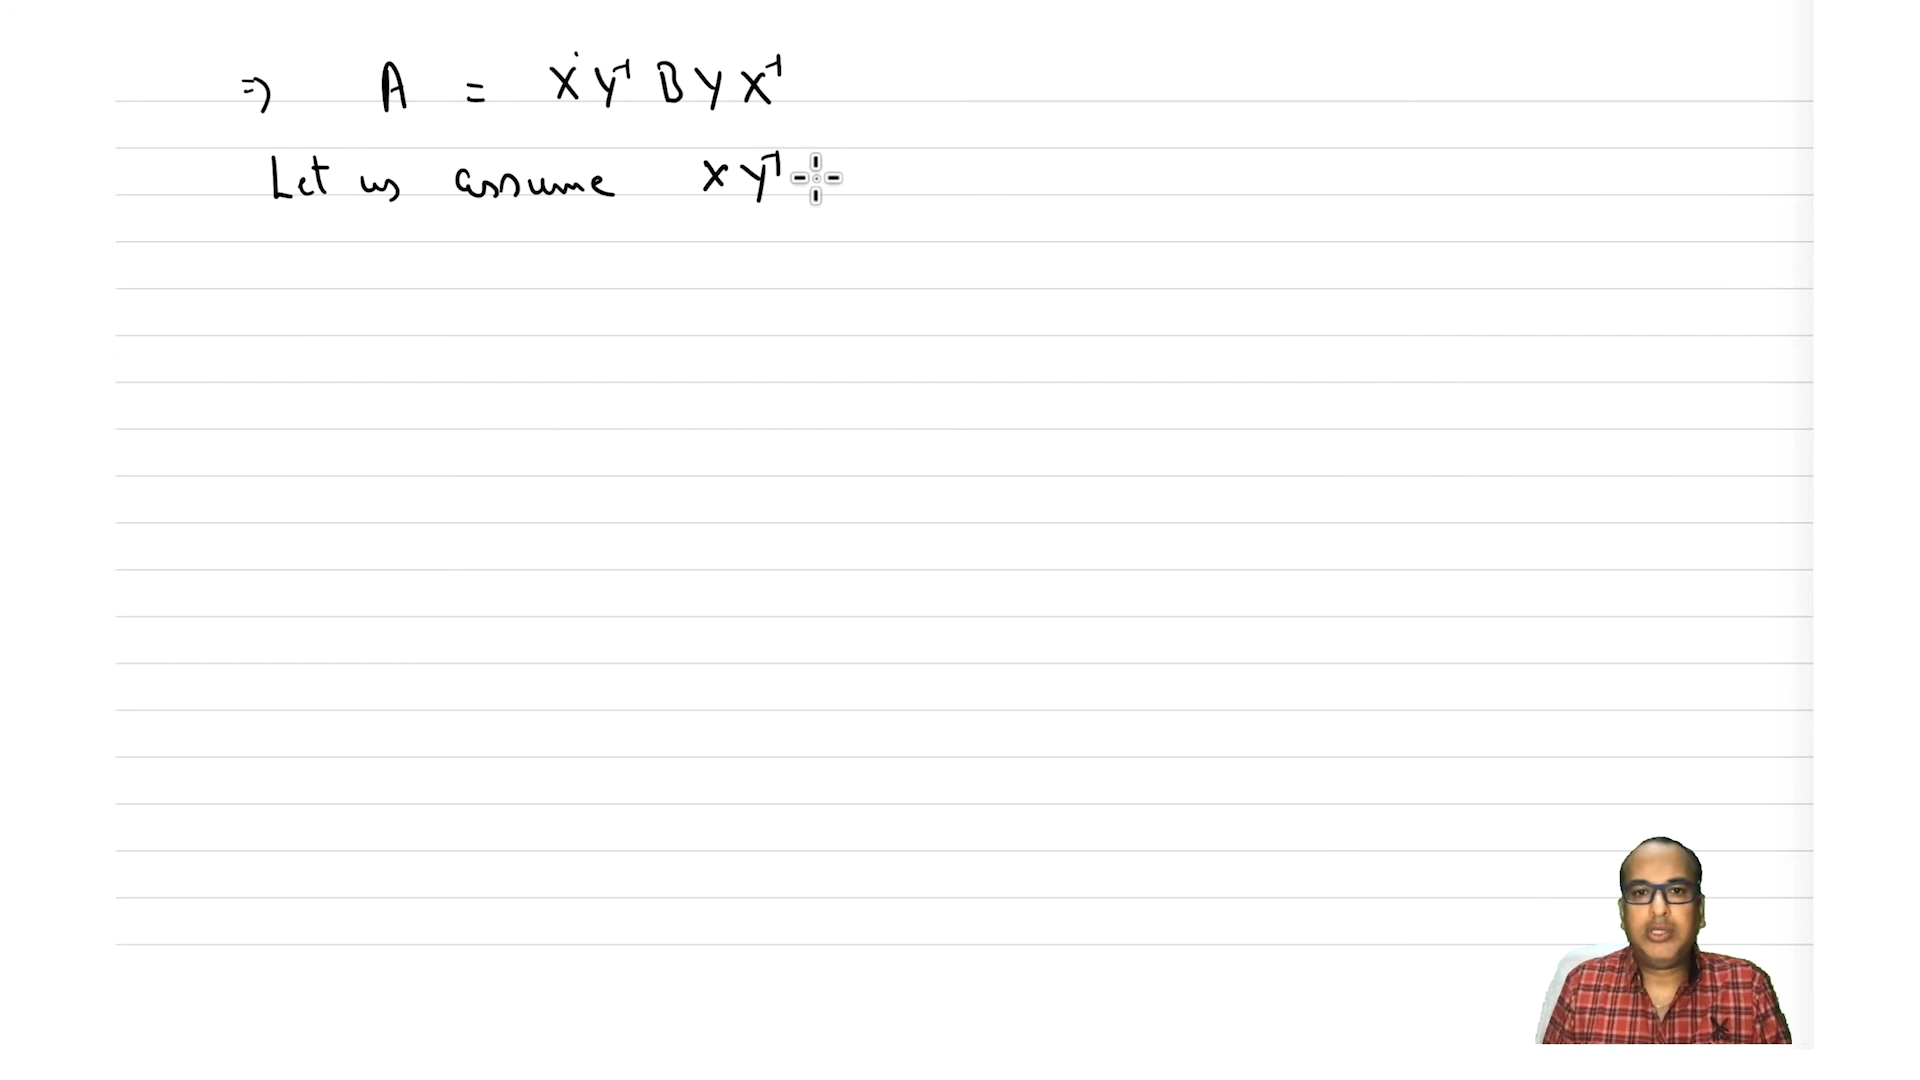 ⇒ A = X Y⁻¹ B Y X⁻¹
Let us assume X Y⁻¹